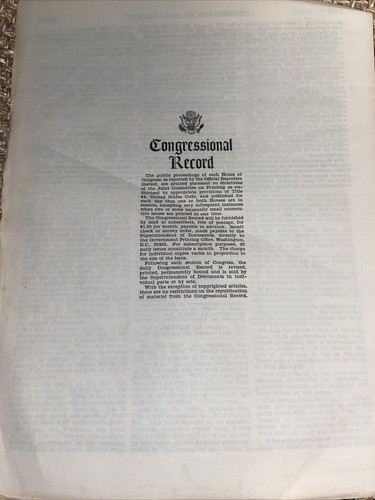 Congressional
Record
The public proceedings of each House of
Congress, as reported by the Official Reporters
thereof, are printed pursuant to directions
of the Joint Committee on Printing as au-
thorized by appropriate provisions of Title
44, United States Code, and published for
each day that one or both Houses are in
session, excepting very infrequent instances
when two or more unusually small consecu-
tive issues are printed at one time.
The Congressional Record will be furnished
by mail to subscribers, free of postage, for
$1.50 per month, payable in advance. Remit
check or money order, made payable to the
Superintendent of Documents, directly to
the Government Printing Office, Washington,
D.C., 20402. For subscription purposes, 20
daily issues constitute a month. The charge
for individual copies varies in proportion to
the size of the issue.
Following each session of Congress, the
daily Congressional Record is revised,
printed, permanently bound and is sold by
the Superintendent of Documents in indi-
vidual parts or by sets.
With the exception of copyrighted articles,
there are no restrictions on the republication
of material from the Congressional Record.